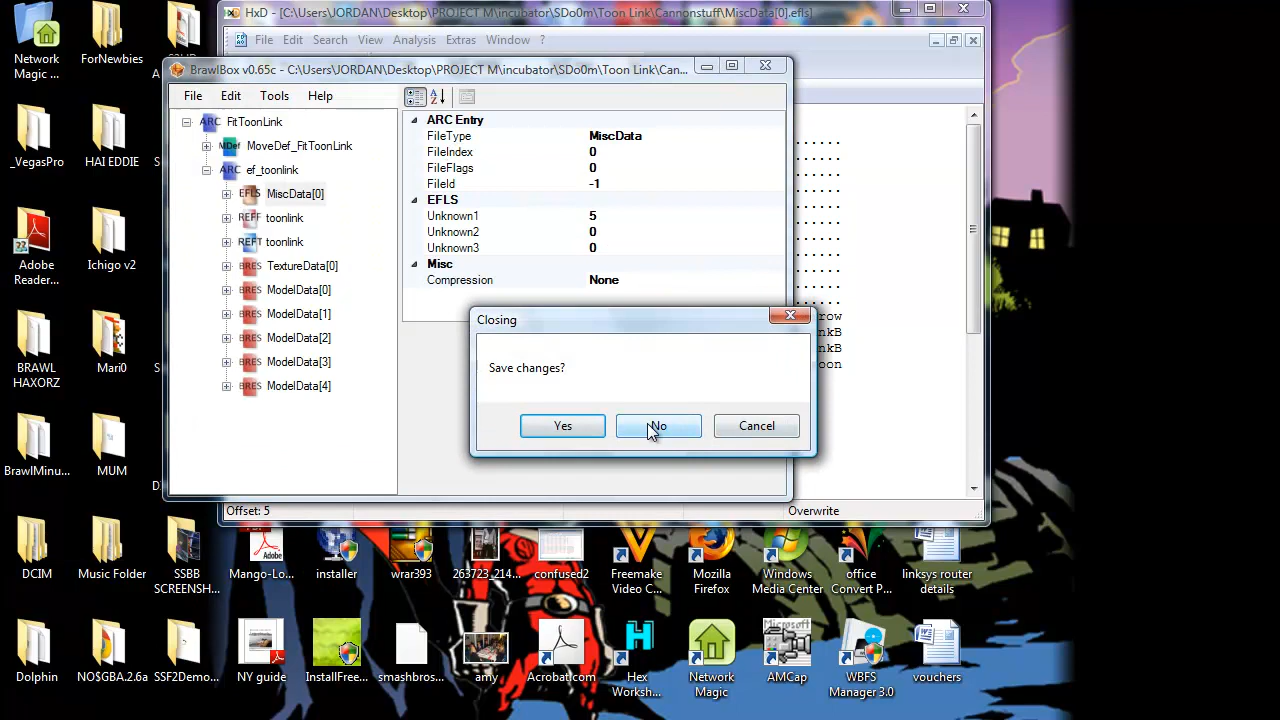 HxD - [C:\Users\JORDAN\Desktop\PROJECT M\incubator\SDo0m\Toon Link\Cannonstuff\MiscData[0].efls]
File Edit Search View Analysis Extras Window ?
BrawlBox v0.65c - C:\Users\JORDAN\Desktop\PROJECT M\incubator\SDo0m\Toon Link\Can...
File Edit Tools Help
ARC FitToonLink
MDef MoveDef_FitToonLink
ARC ef_toonlink
EFLS MiscData[0]
REFF toonlink
REFT toonlink
BRES TextureData[0]
BRES ModelData[0]
BRES ModelData[1]
BRES ModelData[2]
BRES ModelData[3]
BRES ModelData[4]
ARC Entry
FileType MiscData
FileIndex 0
FileFlags 0
FileId -1
EFLS
Unknown1 5
Unknown2 0
Unknown3 0
Misc
Compression None
Closing
Save changes?
Yes No Cancel
row
nkB
nkB
oon
Offset: 5 Overwrite
Network Magic ...
ForNewbies
_VegasPro
HAI EDDIE
Adobe Reader...
Ichigo v2
BRAWL HAXORZ
Mari0
BrawlMinu...
MUM
DCIM
Music Folder
SSBB SCREENSH...
Mango-Lo...
installer
wrar393
263723_214...
confused2
Freemake Video C...
Mozilla Firefox
Windows Media Center
office Convert P...
linksys router details
Dolphin
NO$GBA.2.6a
SSF2Demo...
NY guide
InstallFree...
smashbros...
amy
Acrobat.com
Hex Worksh...
Network Magic
AMCap
WBFS Manager 3.0
vouchers